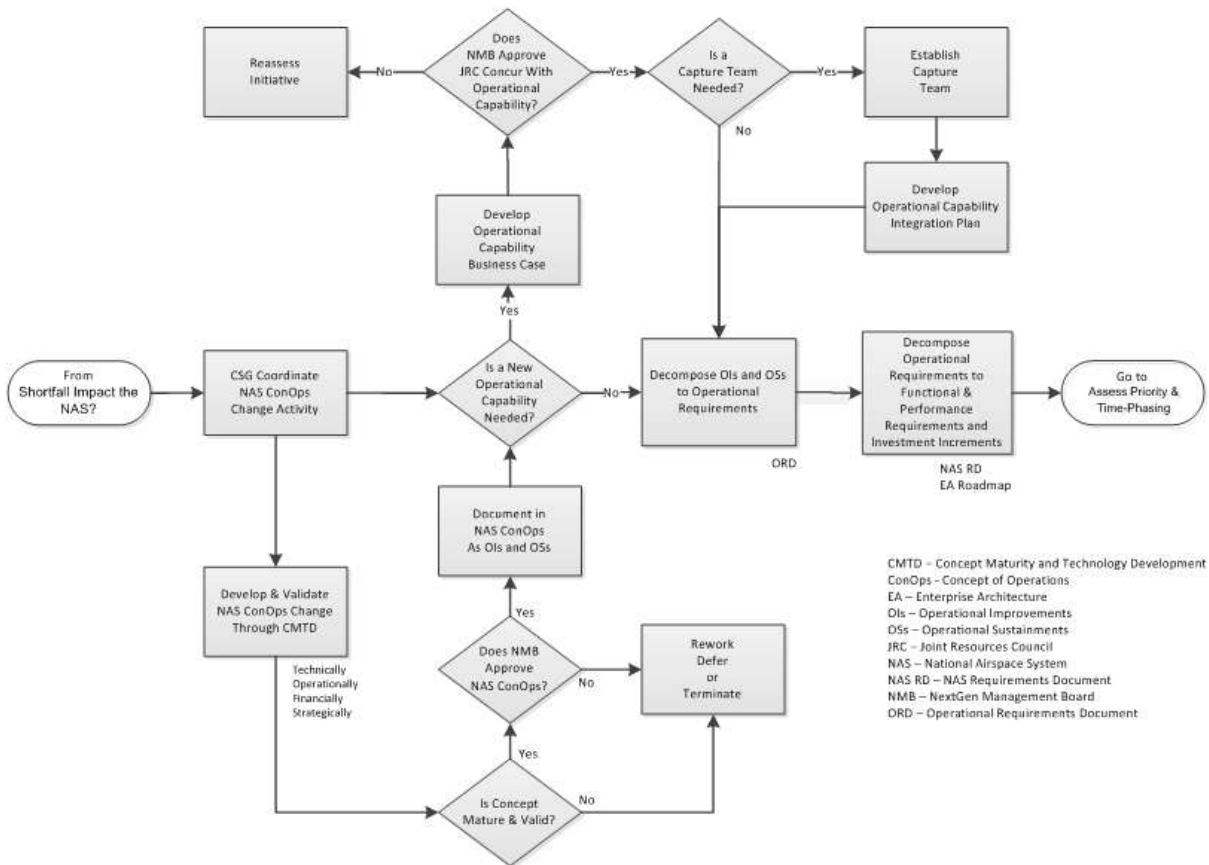 Reassess
Initiative
No
Does
NMB Approve
JRC Concur With
Operational
Capability?
Yes
Is a
Capture Team
Needed?
Yes
Establish
Capture
Team
No
Develop
Operational
Capability
Business Case
Develop
Operational Capability
Integration Plan
Yes
From
Shortfall Impact the
NAS?
CSG Coordinate
NAS ConOps
Change Activity
Is a New
Operational
Capability
Needed?
No
Decompose OIs and OSs
to Operational
Requirements
ORD
Decompose
Operational
Requirements to
Functional &
Performance
Requirements and
Investment Increments
NAS RD
EA Roadmap
Go to
Assess Priority &
Time-Phasing
Document in
NAS ConOps
As OIs and OSs
Develop & Validate
NAS ConOps Change
Through CMTD
Technically
Operationally
Financially
Strategically
Yes
Does NMB
Approve
NAS ConOps?
No
Rework
Defer
or
Terminate
Yes
Is Concept
Mature & Valid?
No
CMTD – Concept Maturity and Technology Development
ConOps - Concept of Operations
EA – Enterprise Architecture
OIs – Operational Improvements
OSs – Operational Sustainments
JRC – Joint Resources Council
NAS – National Airspace System
NAS RD – NAS Requirements Document
NMB – NextGen Management Board
ORD – Operational Requirements Document